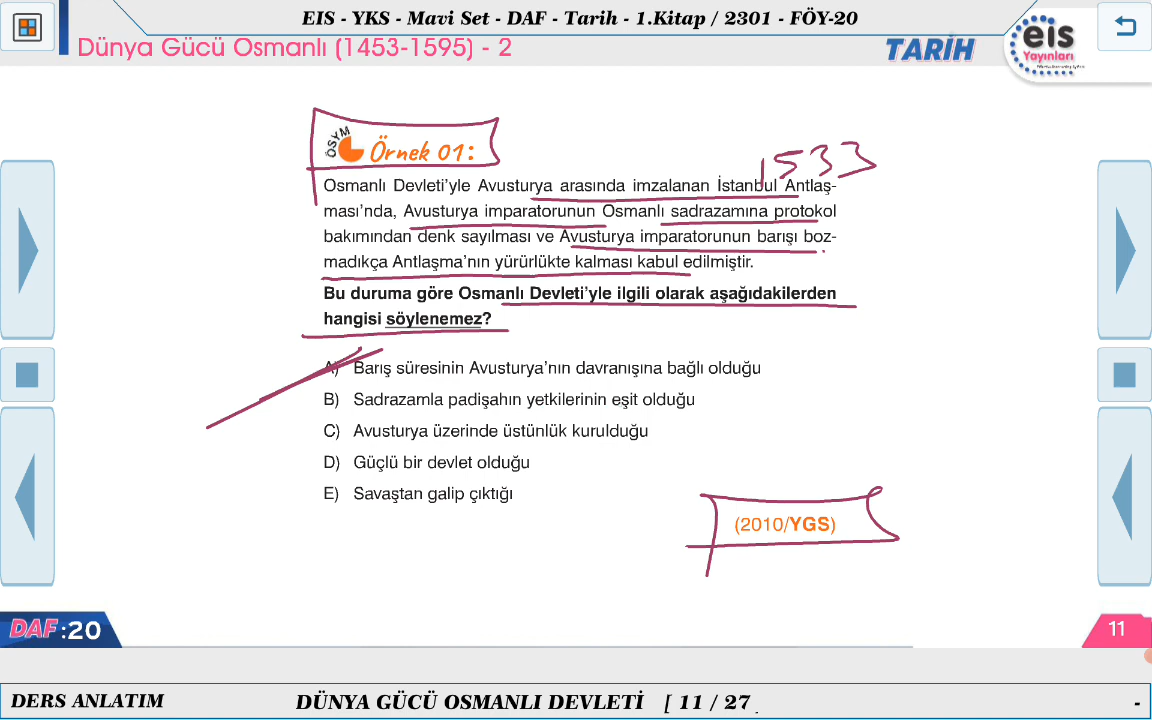 EIS - YKS - Mavi Set - DAF - Tarih - 1.Kitap / 2301 - FÖY-20
Dünya Gücü Osmanlı (1453-1595) - 2
TARİH
eis
Yayınları
ÖSYM
Örnek 01:
1533
Osmanlı Devleti'yle Avusturya arasında imzalanan İstanbul Antlaş-
ması'nda, Avusturya imparatorunun Osmanlı sadrazamına protokol
bakımından denk sayılması ve Avusturya imparatorunun barışı boz-
madıkça Antlaşma'nın yürürlükte kalması kabul edilmiştir.
Bu duruma göre Osmanlı Devleti'yle ilgili olarak aşağıdakilerden
hangisi söylenemez?
A) Barış süresinin Avusturya'nın davranışına bağlı olduğu
B) Sadrazamla padişahın yetkilerinin eşit olduğu
C) Avusturya üzerinde üstünlük kurulduğu
D) Güçlü bir devlet olduğu
E) Savaştan galip çıktığı
(2010/YGS)
DAF:20
11
DERS ANLATIM
DÜNYA GÜCÜ OSMANLI DEVLETİ [ 11 / 27
-